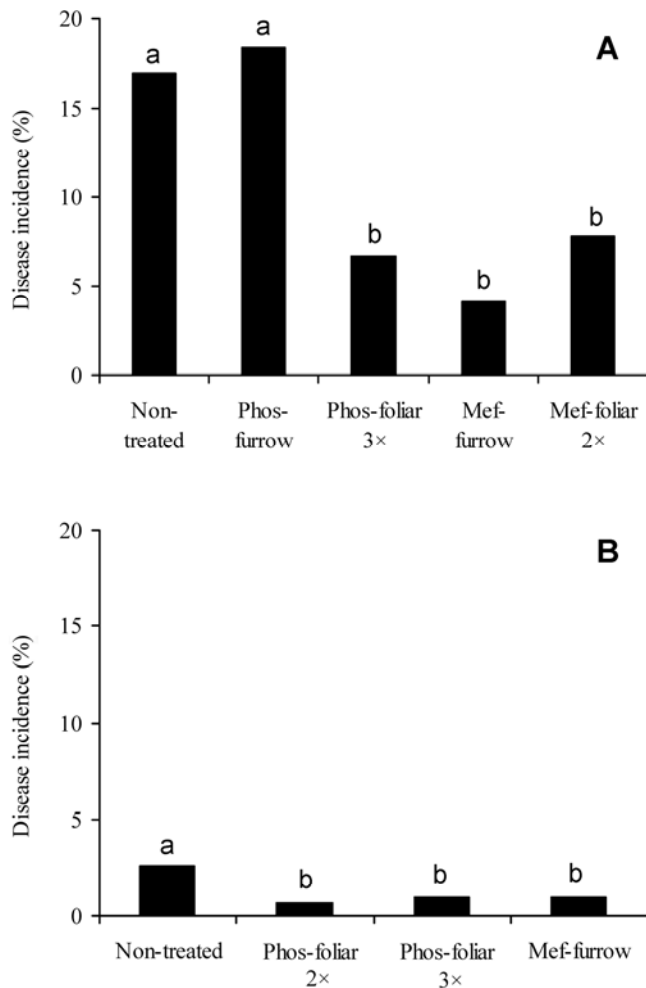 20
A
a
a
15
Disease incidence (%)
10
b
b
b
5
0
Non-
treated
Phos-
furrow
Phos-foliar
3×
Mef-
furrow
Mef-foliar
2×
20
B
15
Disease incidence (%)
10
5
a
b
b
b
0
Non-treated
Phos-foliar
2×
Phos-foliar
3×
Mef-furrow